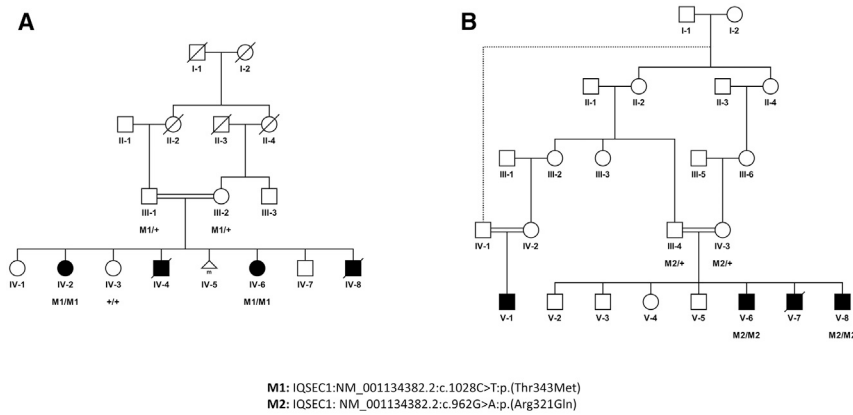 A
B
I-1 I-2
I-1 I-2
II-1 II-2 II-3 II-4
II-1 II-2 II-3 II-4
III-1 III-2 III-3
M1/+ M1/+
III-1 III-2 III-3 III-5 III-6
IV-1 IV-2 III-4 IV-3
M2/+ M2/+
m
IV-1 IV-2 IV-3 IV-4 IV-5 IV-6 IV-7 IV-8
M1/M1 +/+ M1/M1
V-1 V-2 V-3 V-4 V-5 V-6 V-7 V-8
M2/M2 M2/M2
M1: IQSEC1:NM_001134382.2:c.1028C>T:p.(Thr343Met)
M2: IQSEC1: NM_001134382.2:c.962G>A:p.(Arg321Gln)